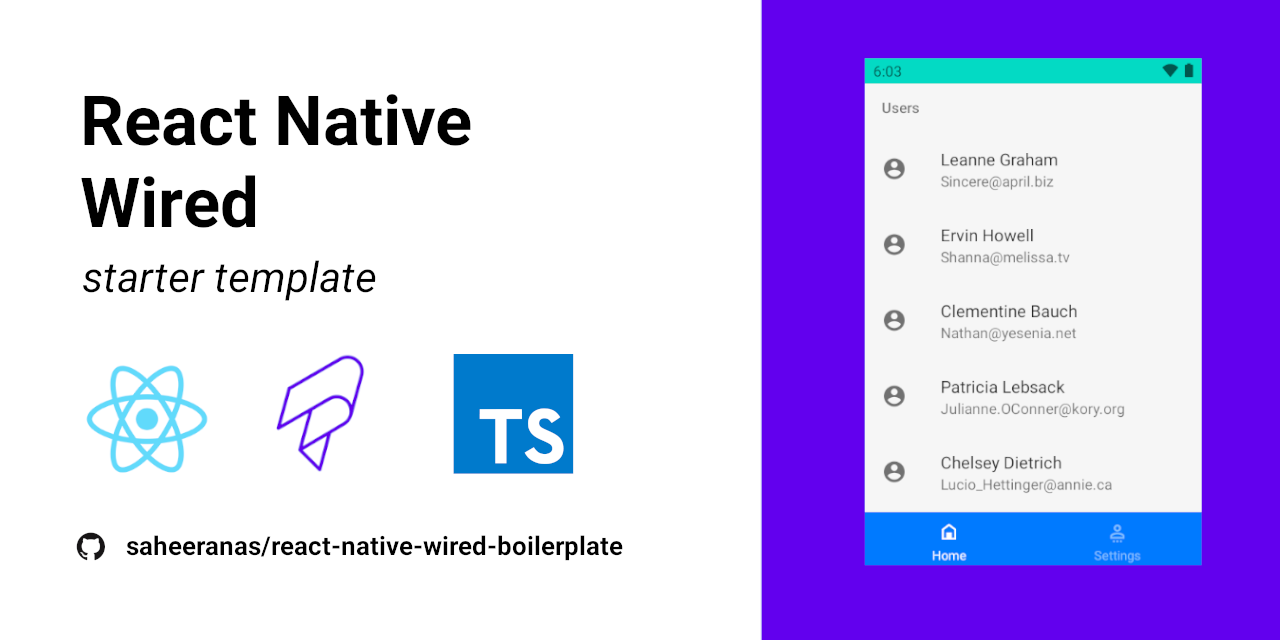 React Native
Wired
starter template
TS
saheeranas/react-native-wired-boilerplate
6:03
Users
Leanne Graham
Sincere@april.biz
Ervin Howell
Shanna@melissa.tv
Clementine Bauch
Nathan@yesenia.net
Patricia Lebsack
Julianne.OConner@kory.org
Chelsey Dietrich
Lucio_Hettinger@annie.ca
Home
Settings